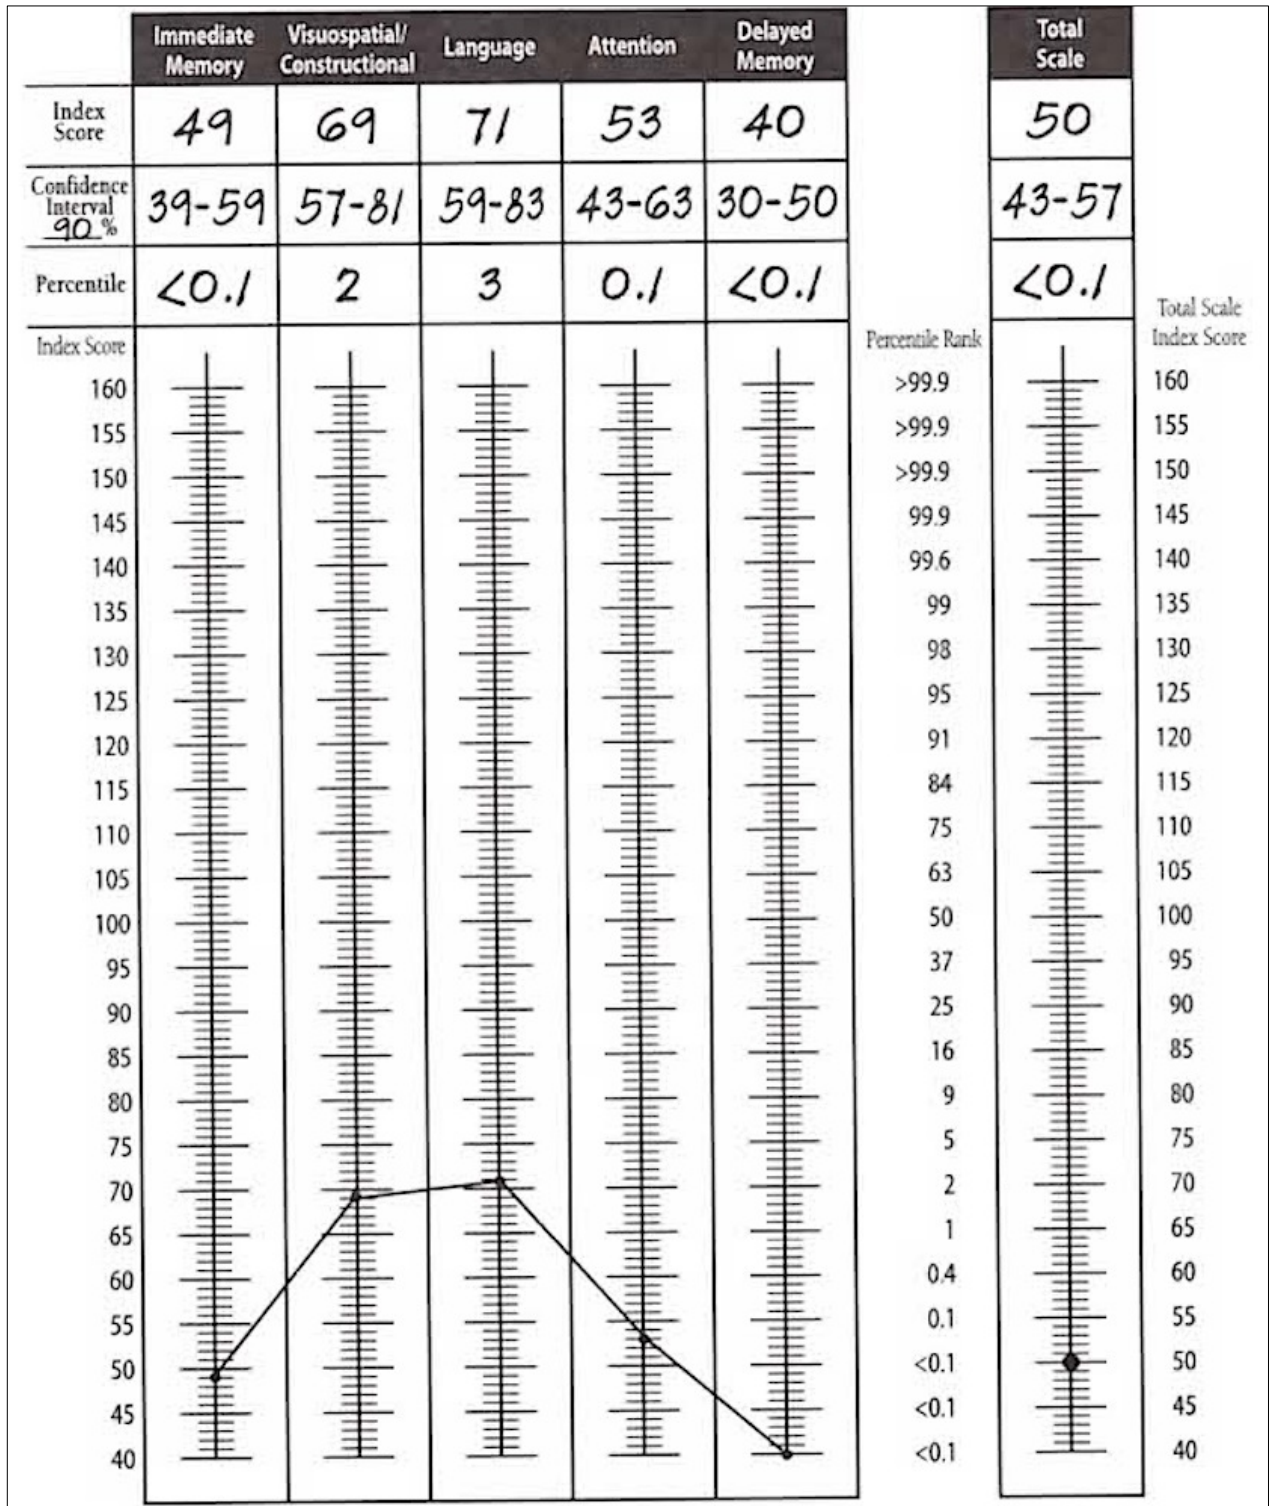 Immediate Memory Visuospatial/ Constructional Language Attention Delayed Memory Total Scale
Index Score 49 69 71 53 40 50
Confidence Interval 90 % 39-59 57-81 59-83 43-63 30-50 43-57
Percentile <0.1 2 3 0.1 <0.1 <0.1
Index Score Percentile Rank Total Scale Index Score
160 >99.9 160
155 >99.9 155
150 >99.9 150
145 99.9 145
140 99.6 140
135 99 135
130 98 130
125 95 125
120 91 120
115 84 115
110 75 110
105 63 105
100 50 100
95 37 95
90 25 90
85 16 85
80 9 80
75 5 75
70 2 70
65 1 65
60 0.4 60
55 0.1 55
50 <0.1 50
45 <0.1 45
40 <0.1 40